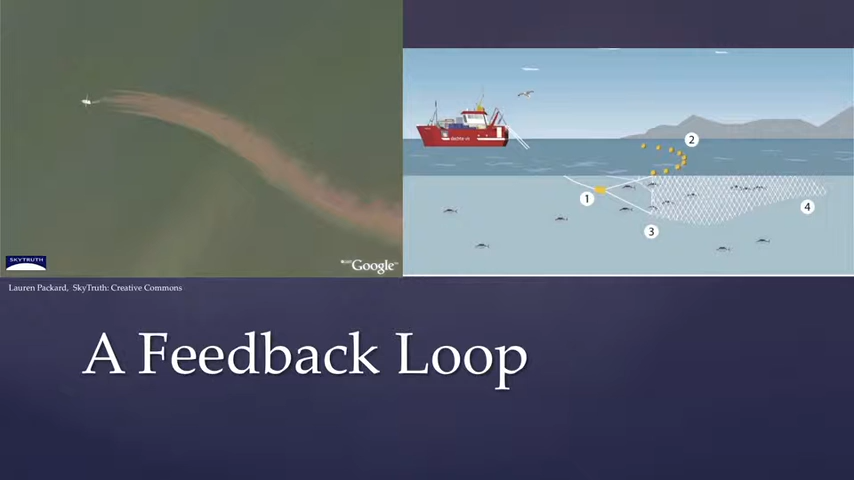 2
1
4
3
SKYTRUTH
Google
Lauren Packard, SkyTruth: Creative Commons
A Feedback Loop